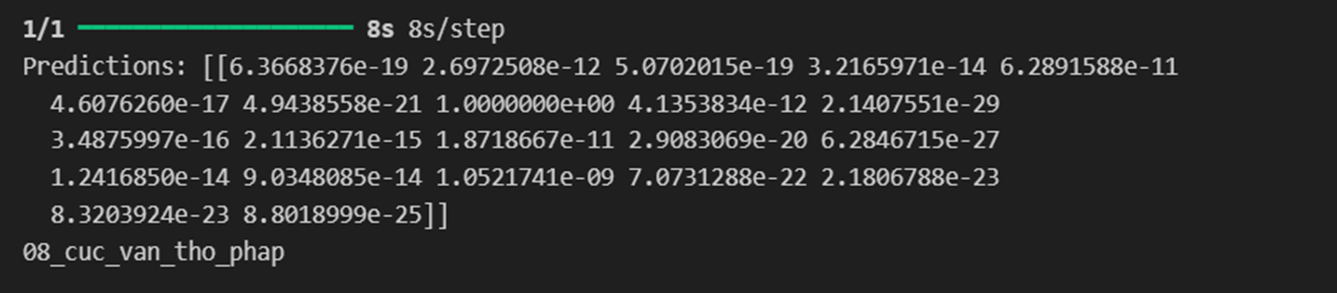 1/1 ━━━━━━━━━━━━━━━━━━━━ 8s 8s/step
Predictions: [[6.3668376e-19 2.6972508e-12 5.0702015e-19 3.2165971e-14 6.2891588e-11
4.6076260e-17 4.9438558e-21 1.0000000e+00 4.1353834e-12 2.1407551e-29
3.4875997e-16 2.1136271e-15 1.8718667e-11 2.9083069e-20 6.2846715e-27
1.2416850e-14 9.0348085e-14 1.0521741e-09 7.0731288e-22 2.1806788e-23
8.3203924e-23 8.8018999e-25]]
08_cuc_van_tho_phap